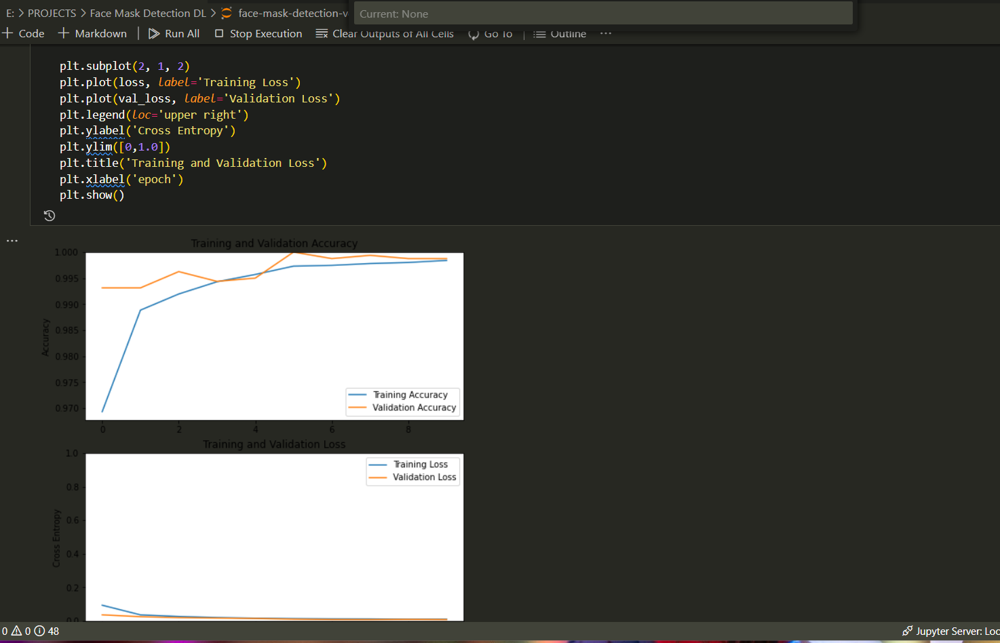 E: > PROJECTS > Face Mask Detection DL > face-mask-detection-v
Current: None
+ Code + Markdown | Run All Stop Execution Clear Outputs of All Cells Go To | Outline ...
plt.subplot(2, 1, 2)
plt.plot(loss, label='Training Loss')
plt.plot(val_loss, label='Validation Loss')
plt.legend(loc='upper right')
plt.ylabel('Cross Entropy')
plt.ylim([0,1.0])
plt.title('Training and Validation Loss')
plt.xlabel('epoch')
plt.show()
...
Training and Validation Accuracy
1.000
0.995
0.990
0.985
0.980
0.975
0.970
Accuracy
Training Accuracy
Validation Accuracy
0 2 4 6 8
Training and Validation Loss
1.0
0.8
0.6
0.4
0.2
0.0
Cross Entropy
Training Loss
Validation Loss
0 0 48
Jupyter Server: Loc